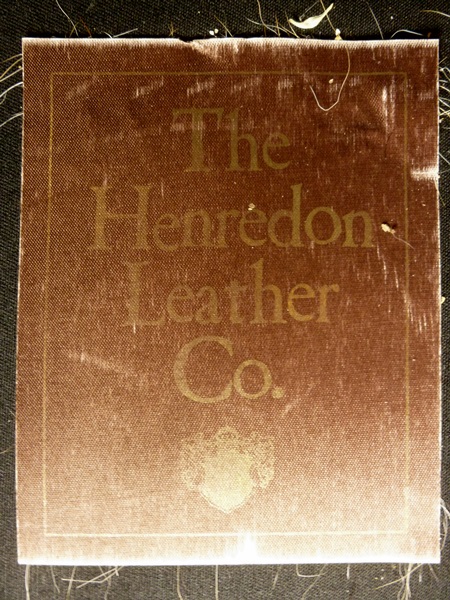 The
Henredon
Leather
Co.